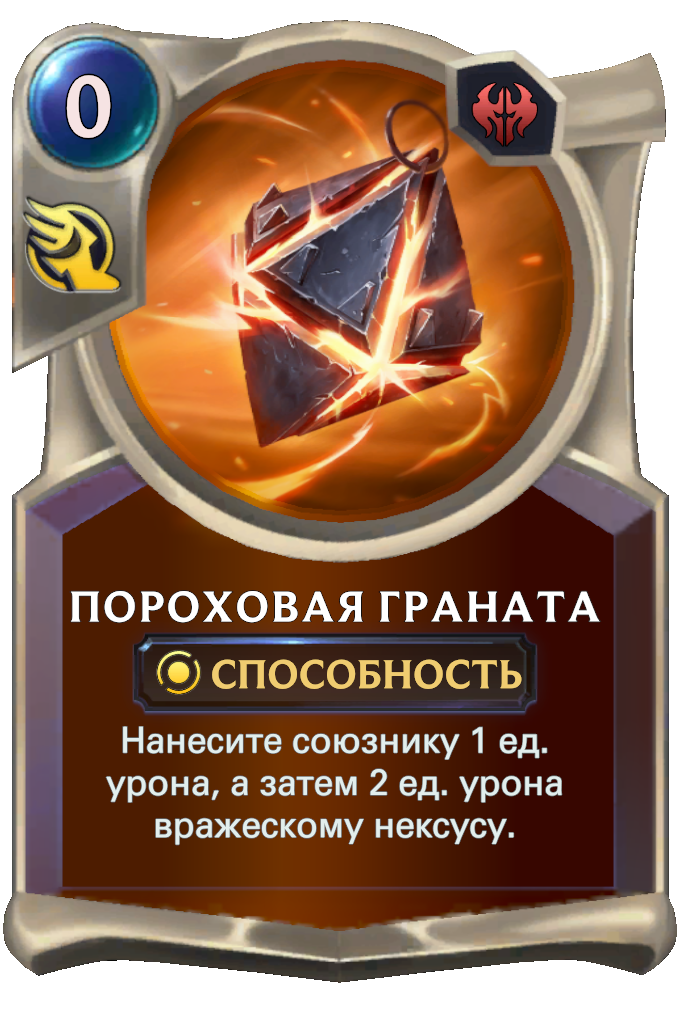 0
ПОРОХОВАЯ ГРАНАТА
СПОСОБНОСТЬ
Нанесите союзнику 1 ед.
урона, а затем 2 ед. урона
вражескому нексусу.